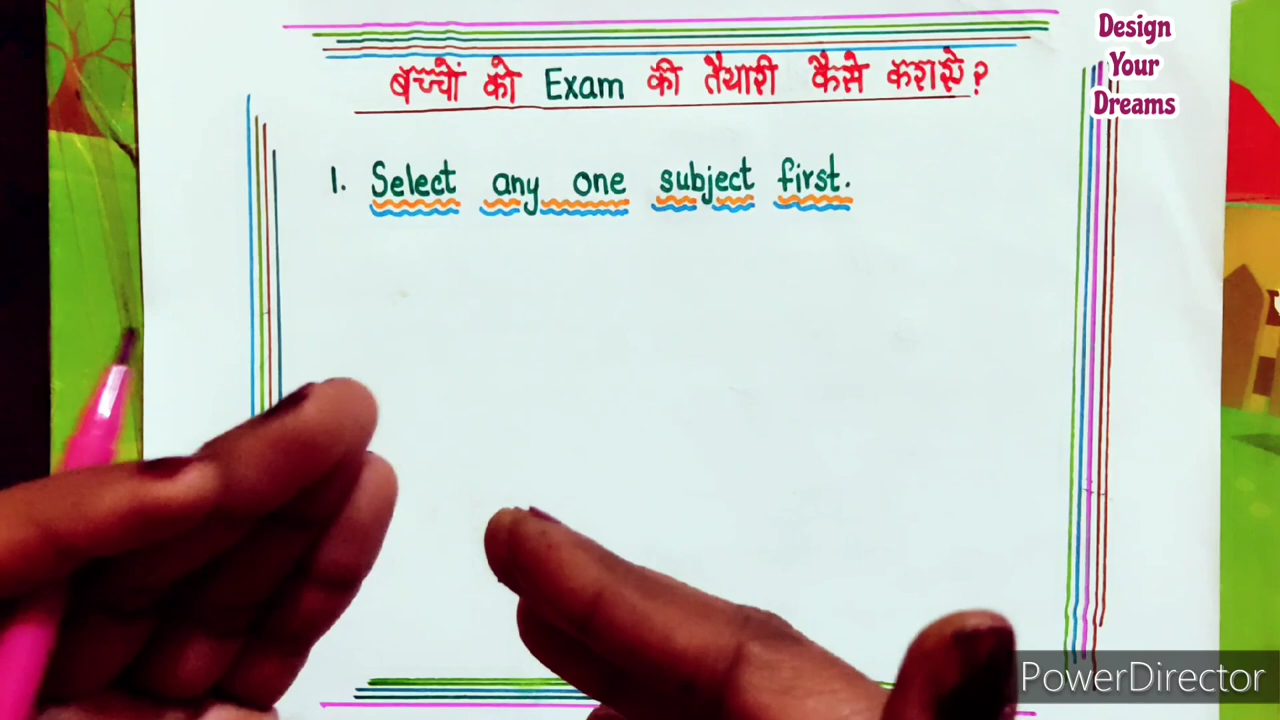 बच्चों को Exam की तैयारी कैसे कराऐ?
1. Select any one subject first.
Design
Your
Dreams
PowerDirector